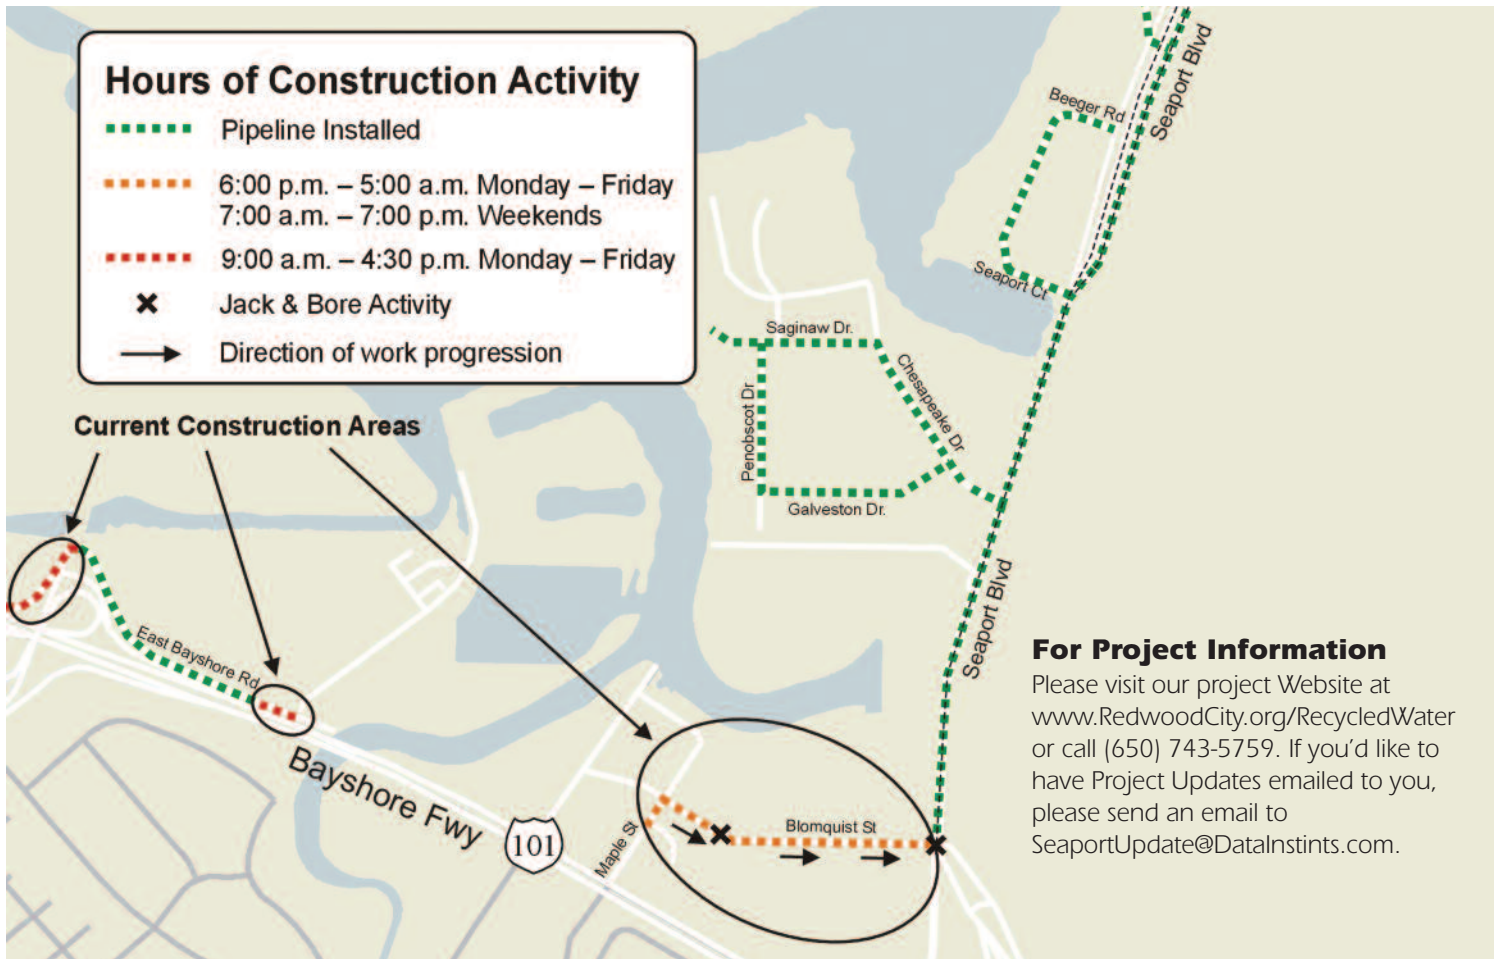 Hours of Construction Activity
Pipeline Installed
6:00 p.m. – 5:00 a.m. Monday – Friday
7:00 a.m. – 7:00 p.m. Weekends
9:00 a.m. – 4:30 p.m. Monday – Friday
Jack & Bore Activity
Direction of work progression
Current Construction Areas
Seaport Blvd
Beeger Rd
Seaport Ct
Saginaw Dr.
Chesapeake Dr
Penobscot Dr
Galveston Dr.
Seaport Blvd
East Bayshore Rd
Bayshore Fwy
101
Maple St
Blomquist St
For Project Information
Please visit our project Website at
www.RedwoodCity.org/RecycledWater
or call (650) 743-5759. If you’d like to
have Project Updates emailed to you,
please send an email to
SeaportUpdate@DataInstints.com.